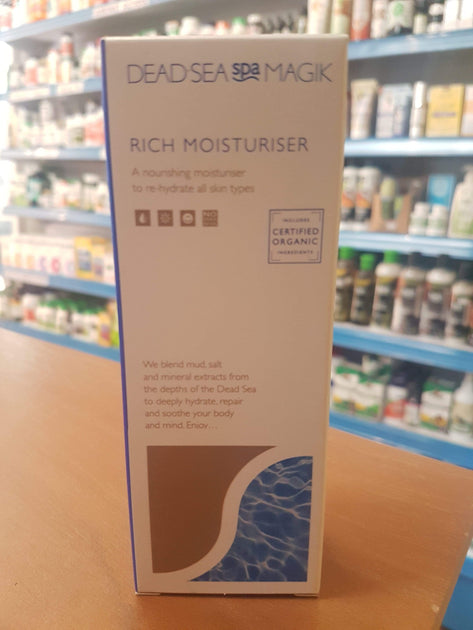 DEAD SEA spa MAGIK
RICH MOISTURISER
A nourishing moisturiser
to re-hydrate all skin types
NO
INCLUDES
CERTIFIED
ORGANIC
INGREDIENTS
We blend mud, salt
and mineral extracts from
the depths of the Dead Sea
to deeply hydrate, repair
and soothe your body
and mind. Enjoy...